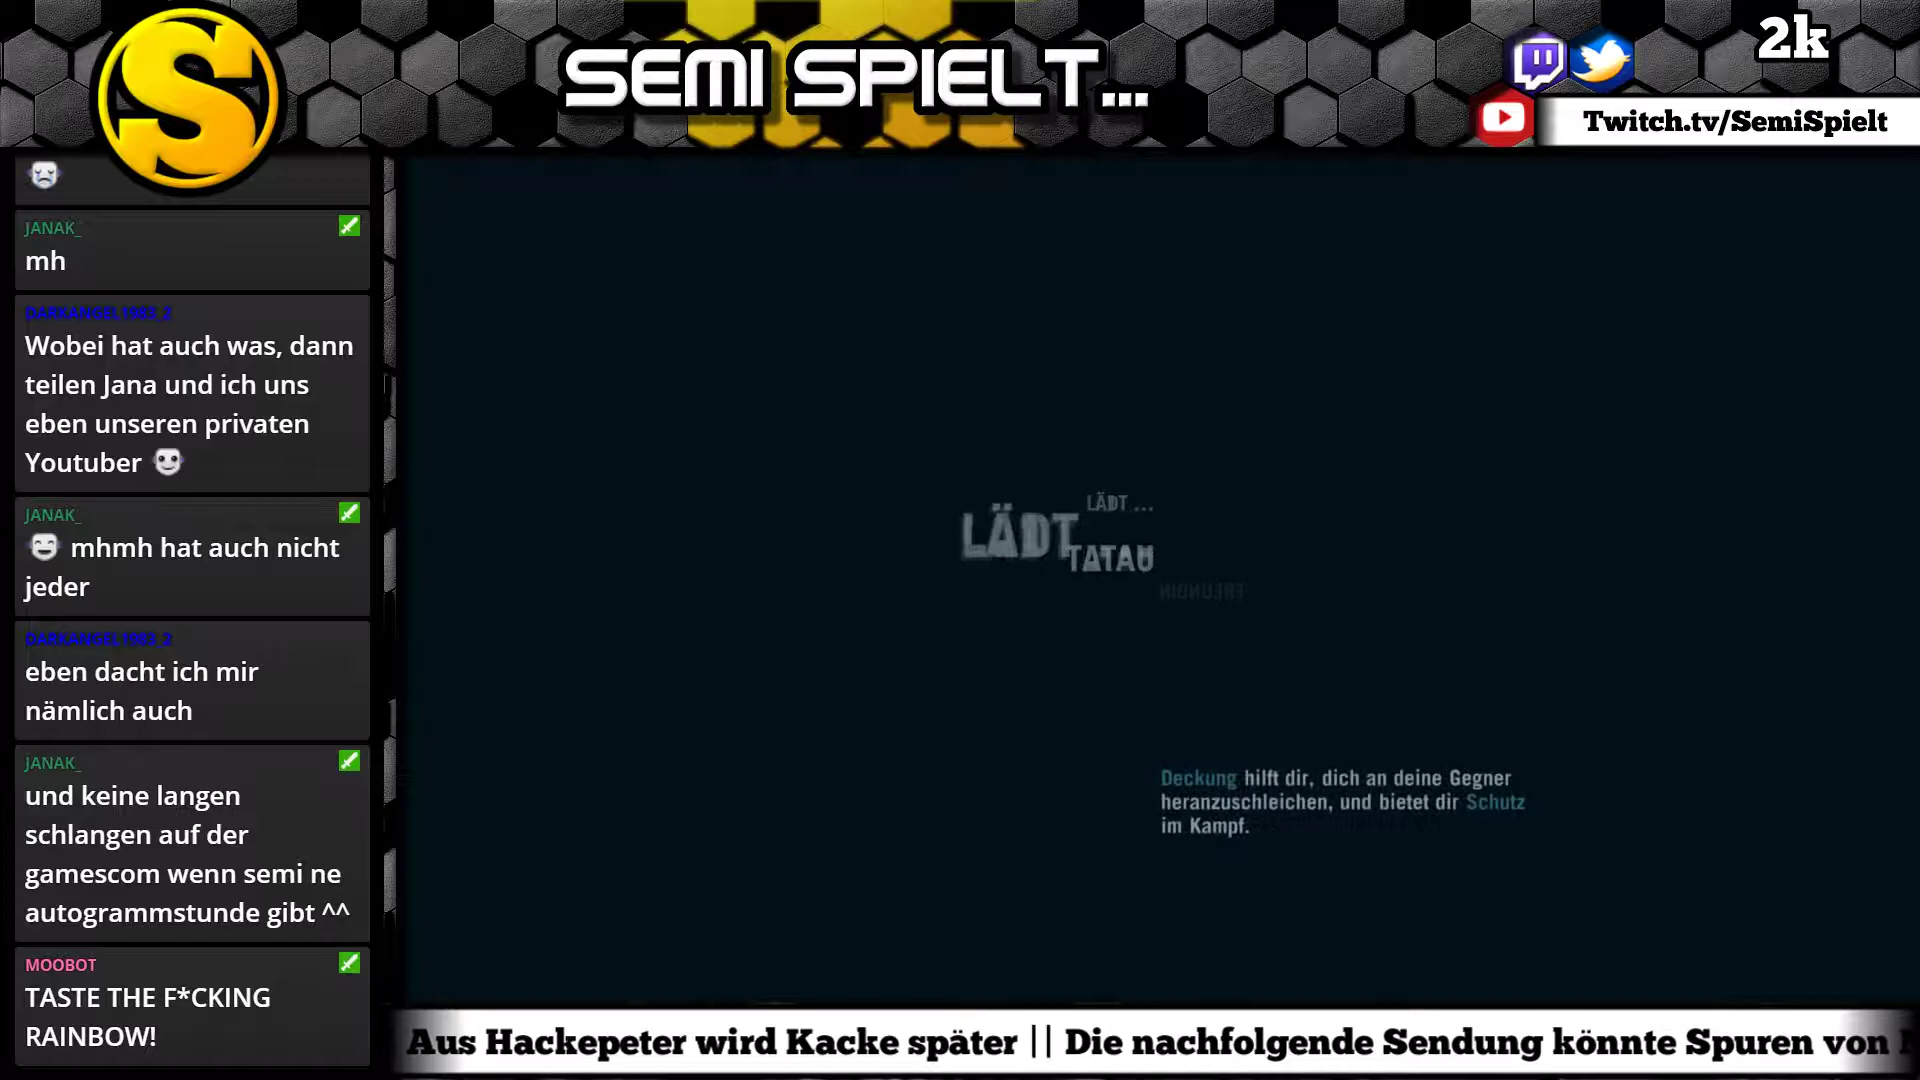 S
SEMI SPIELT...
2k
Twitch.tv/SemiSpielt
JANAK_
mh
DARKANGEL1983_2
Wobei hat auch was, dann
teilen Jana und ich uns
eben unseren privaten
Youtuber
JANAK_
mhmh hat auch nicht
jeder
DARKANGEL1983_2
eben dacht ich mir
nämlich auch
JANAK_
und keine langen
schlangen auf der
gamescom wenn semi ne
autogrammstunde gibt ^^
MOOBOT
TASTE THE F*CKING
RAINBOW!
LÄDT ...
LÄDT
TATAU
Deckung hilft dir, dich an deine Gegner
heranzuschleichen, und bietet dir Schutz
im Kampf.
Aus Hackepeter wird Kacke später || Die nachfolgende Sendung könnte Spuren von